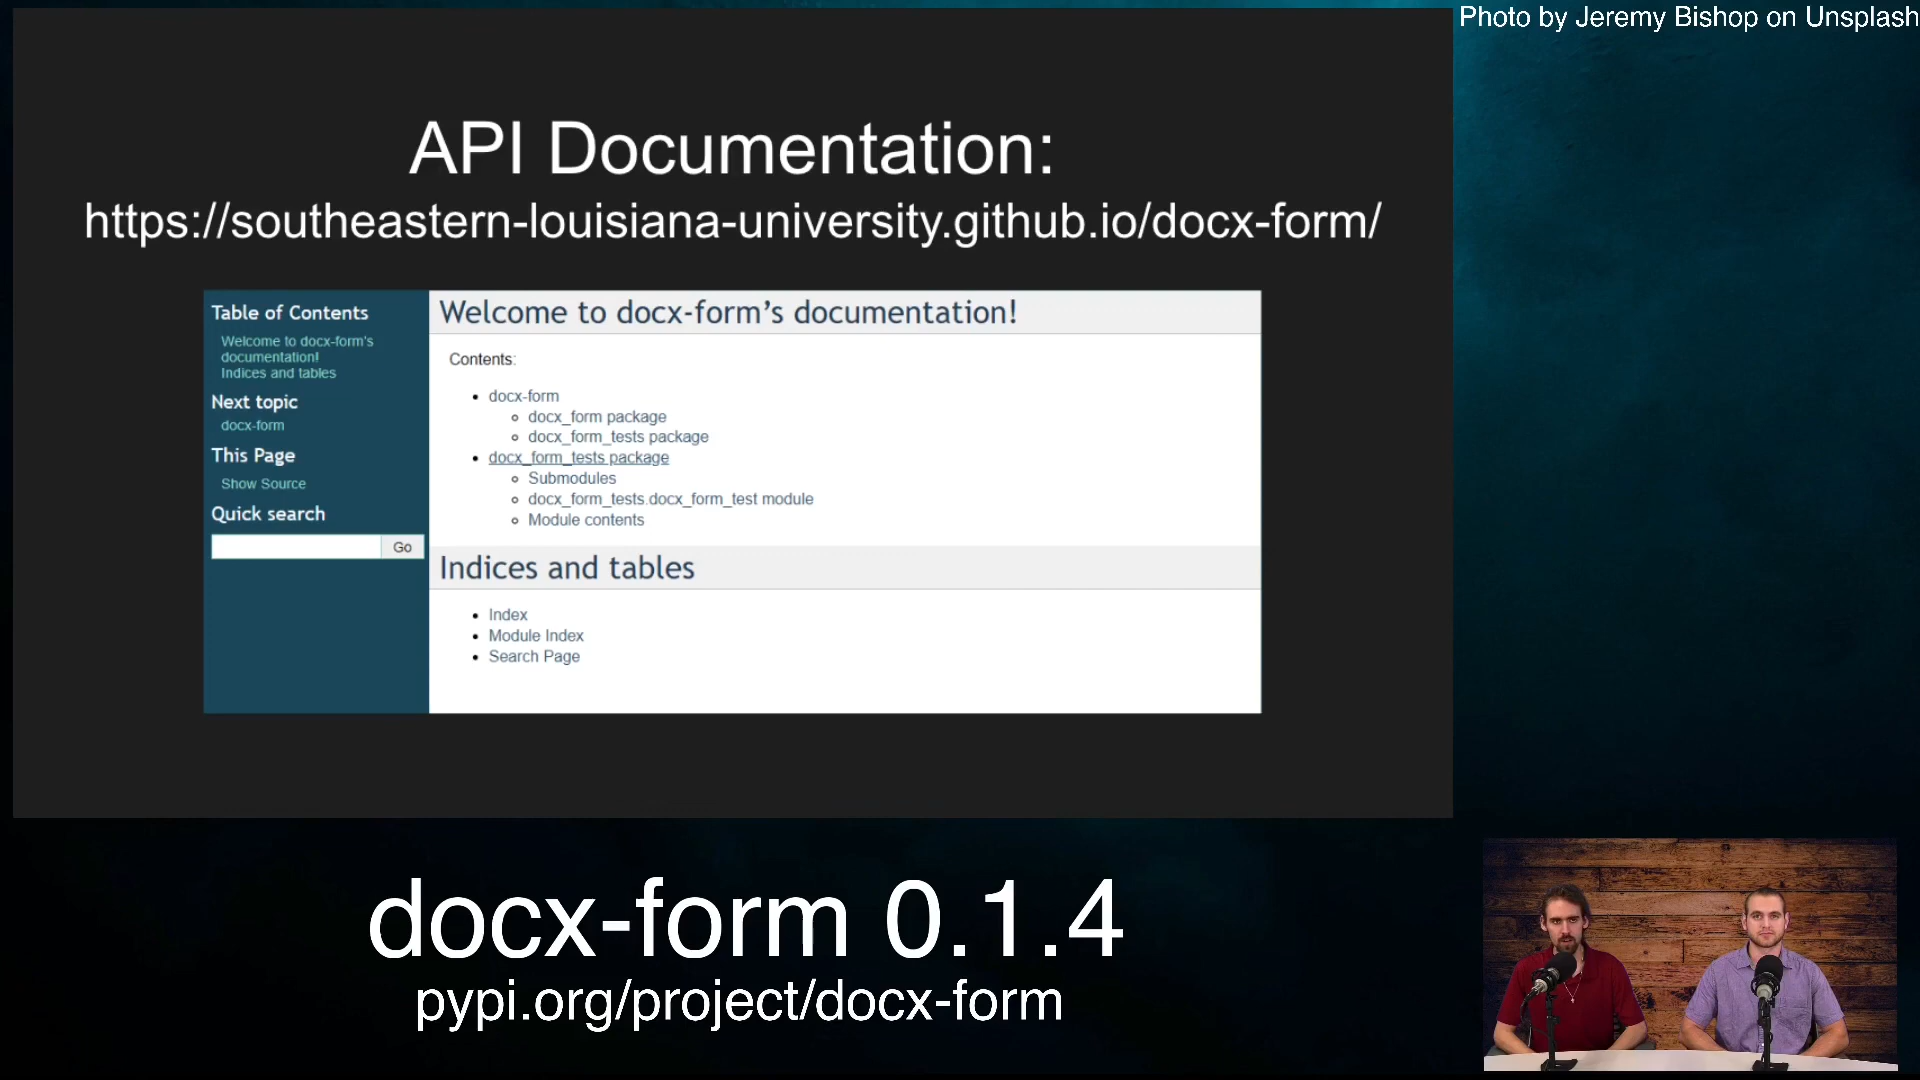 Photo by Jeremy Bishop on Unsplash
API Documentation:
https://southeastern-louisiana-university.github.io/docx-form/
Table of Contents
Welcome to docx-form's
documentation!
Indices and tables
Next topic
docx-form
This Page
Show Source
Quick search
Go
Welcome to docx-form’s documentation!
Contents:
docx-form
docx_form package
docx_form_tests package
docx_form_tests package
Submodules
docx_form_tests.docx_form_test module
Module contents
Indices and tables
Index
Module Index
Search Page
docx-form 0.1.4
pypi.org/project/docx-form